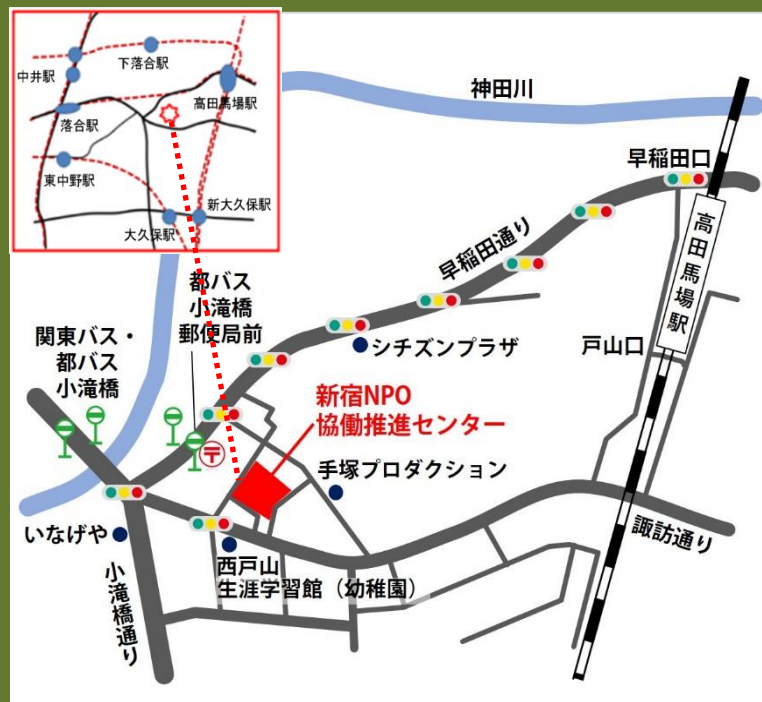 中井駅
下落合駅
高田馬場駅
落合駅
東中野駅
新大久保駅
大久保駅
神田川
早稲田口
早稲田通り
高田馬場駅
都バス
小滝橋
郵便局前
関東バス・
都バス
小滝橋
シチズンプラザ
戸山口
新宿NPO
協働推進センター
手塚プロダクション
〒
いなげや
西戸山
生涯学習館（幼稚園）
諏訪通り
小滝橋通り